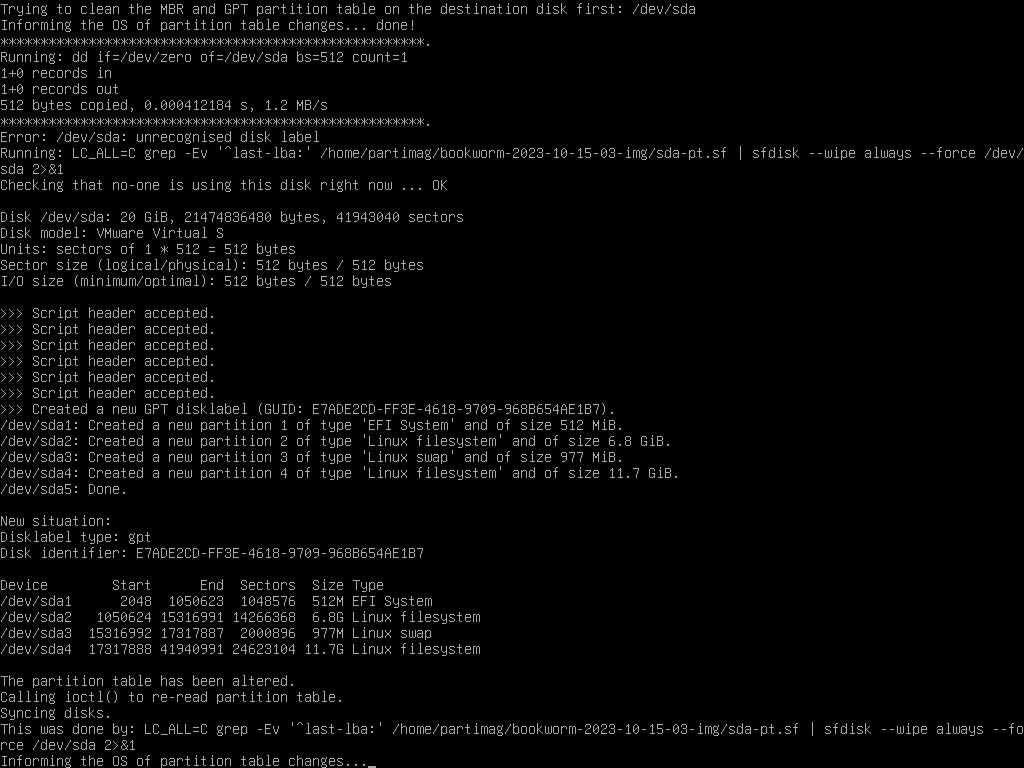 Trying to clean the MBR and GPT partition table on the destination disk first: /dev/sda
Informing the OS of partition table changes... done!
*****************************************************.
Running: dd if=/dev/zero of=/dev/sda bs=512 count=1
1+0 records in
1+0 records out
512 bytes copied, 0.000412184 s, 1.2 MB/s
*****************************************************.
Error: /dev/sda: unrecognised disk label
Running: LC_ALL=C grep -Ev '^last-lba:' /home/partimag/bookworm-2023-10-15-03-img/sda-pt.sf | sfdisk --wipe always --force /dev/
sda 2>&1
Checking that no-one is using this disk right now ... OK

Disk /dev/sda: 20 GiB, 21474836480 bytes, 41943040 sectors
Disk model: VMware Virtual S
Units: sectors of 1 * 512 = 512 bytes
Sector size (logical/physical): 512 bytes / 512 bytes
I/O size (minimum/optimal): 512 bytes / 512 bytes

>>> Script header accepted.
>>> Script header accepted.
>>> Script header accepted.
>>> Script header accepted.
>>> Script header accepted.
>>> Script header accepted.
>>> Created a new GPT disklabel (GUID: E7ADE2CD-FF3E-4618-9709-968B654AE1B7).
/dev/sda1: Created a new partition 1 of type 'EFI System' and of size 512 MiB.
/dev/sda2: Created a new partition 2 of type 'Linux filesystem' and of size 6.8 GiB.
/dev/sda3: Created a new partition 3 of type 'Linux swap' and of size 977 MiB.
/dev/sda4: Created a new partition 4 of type 'Linux filesystem' and of size 11.7 GiB.
/dev/sda5: Done.

New situation:
Disklabel type: gpt
Disk identifier: E7ADE2CD-FF3E-4618-9709-968B654AE1B7

Device        Start      End  Sectors  Size Type
/dev/sda1      2048  1050623  1048576  512M EFI System
/dev/sda2   1050624 15316991 14266368  6.8G Linux filesystem
/dev/sda3  15316992 17317887  2000896  977M Linux swap
/dev/sda4  17317888 41940991 24623104 11.7G Linux filesystem

The partition table has been altered.
Calling ioctl() to re-read partition table.
Syncing disks.
This was done by: LC_ALL=C grep -Ev '^last-lba:' /home/partimag/bookworm-2023-10-15-03-img/sda-pt.sf | sfdisk --wipe always --fo
rce /dev/sda 2>&1
Informing the OS of partition table changes..._